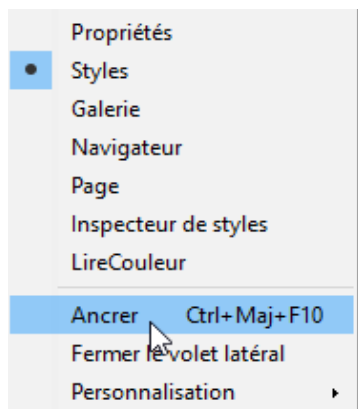 Propriétés
Styles
Galerie
Navigateur
Page
Inspecteur de styles
LireCouleur
Ancrer Ctrl+Maj+F10
Fermer le volet latéral
Personnalisation